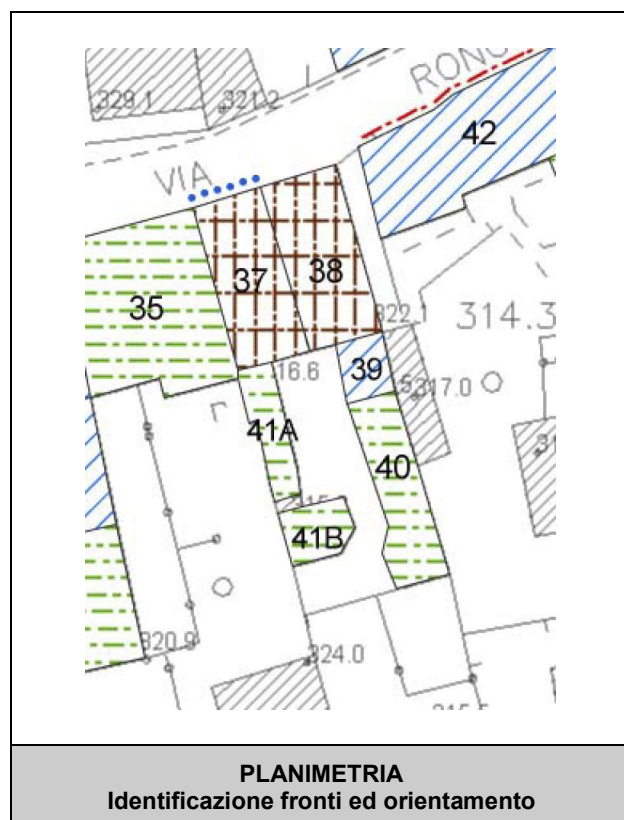 RONC
329.1
321.2
42
VIA
37
38
35
322.1
314.3
16.6
39
317.0
41A
40
41B
320.9
324.0
PLANIMETRIA
Identificazione fronti ed orientamento